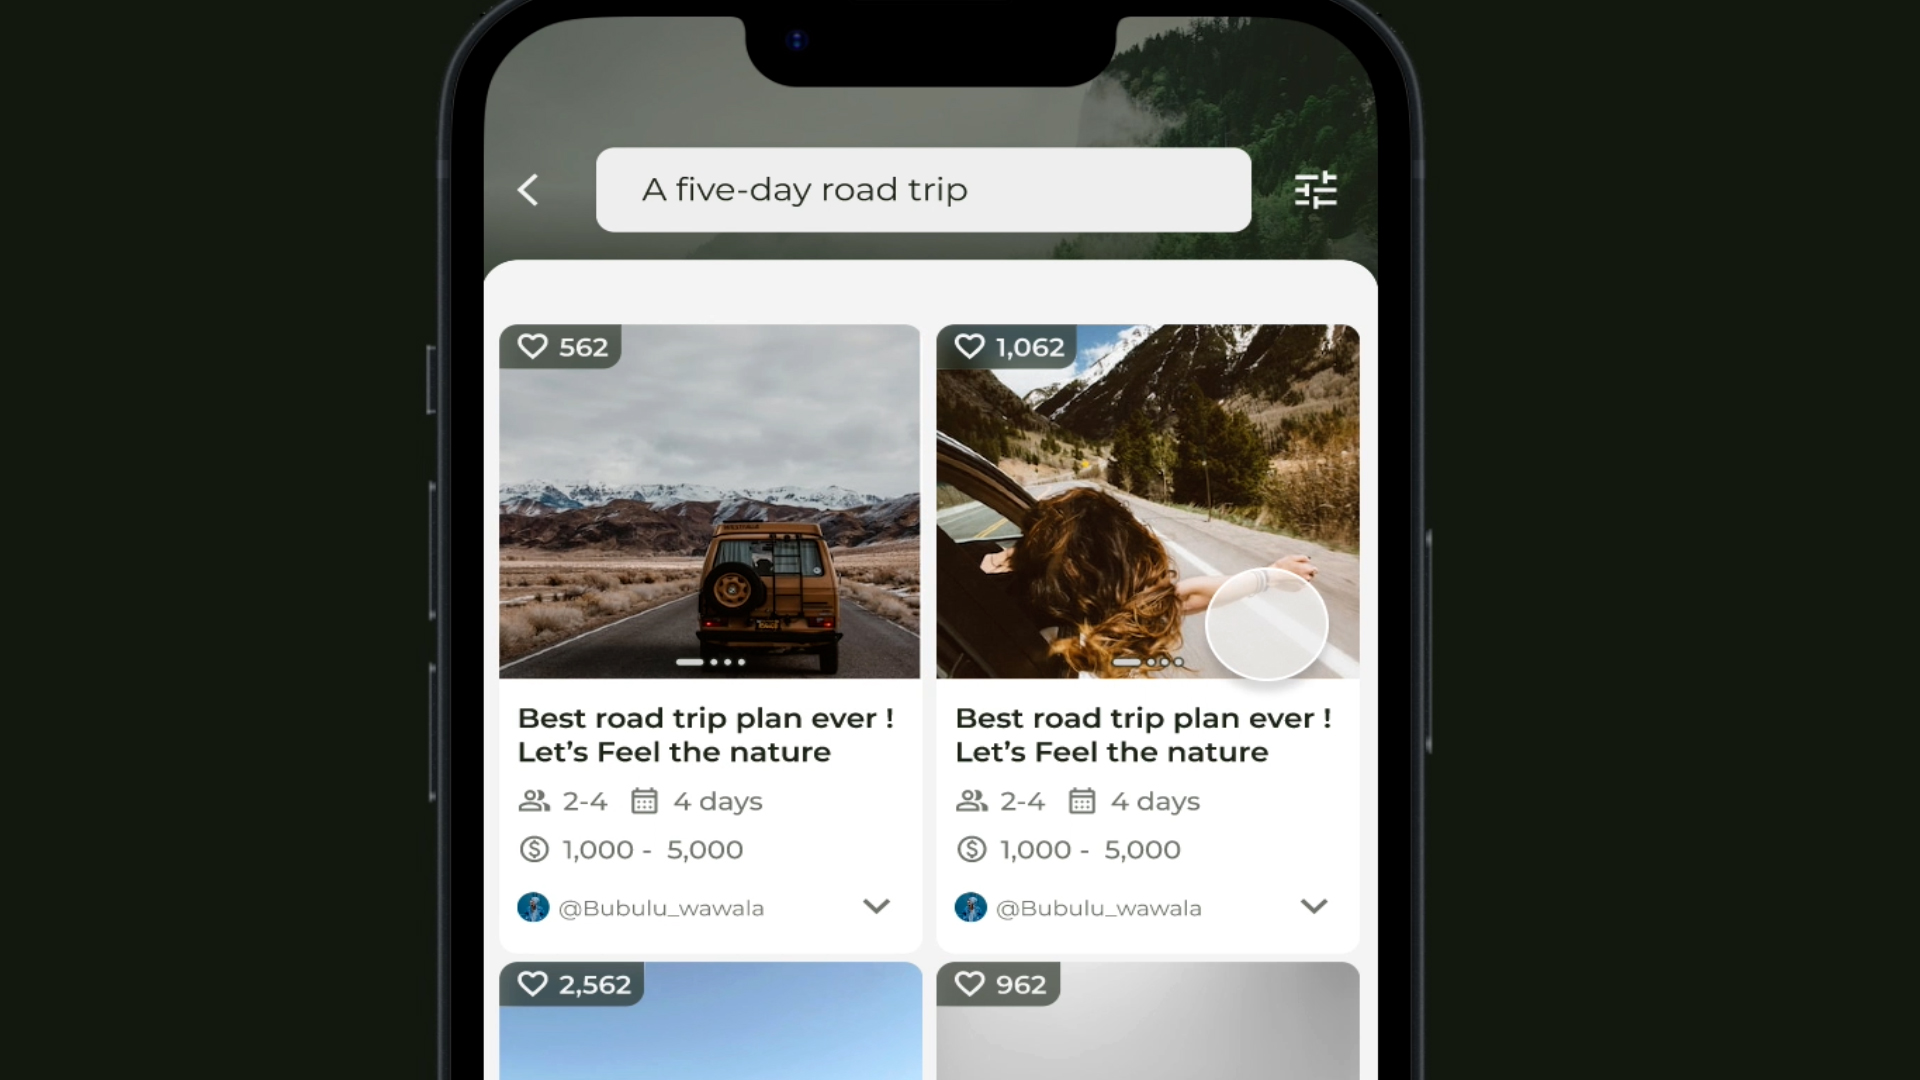 A five-day road trip
562
1,062
Best road trip plan ever !
Let's Feel the nature
2-4 4 days
1,000 - 5,000
@Bubulu_wawala
Best road trip plan ever !
Let's Feel the nature
2-4 4 days
1,000 - 5,000
@Bubulu_wawala
2,562
962